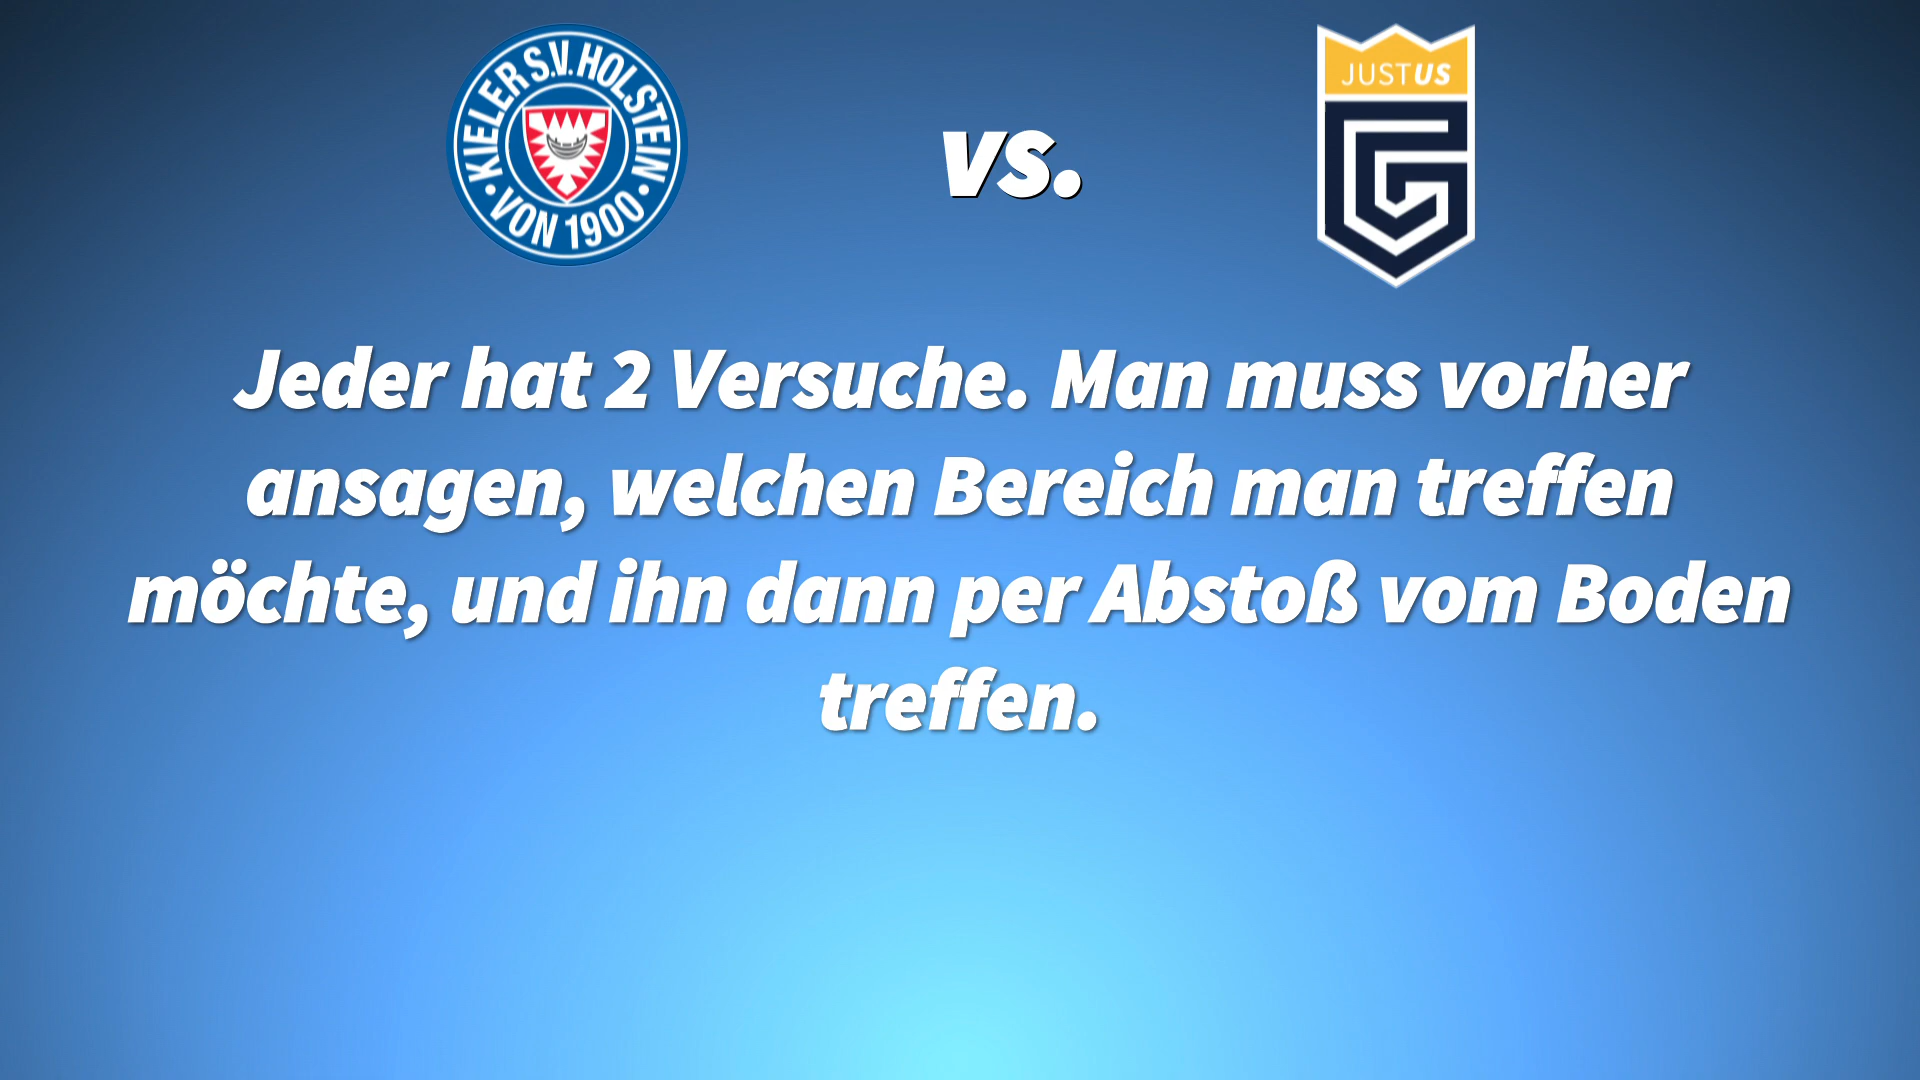 KIELER S.V. HOLSTEIN
VON 1900
vs.
JUSTUS
Jeder hat 2 Versuche. Man muss vorher
ansagen, welchen Bereich man treffen
möchte, und ihn dann per Abstoß vom Boden
treffen.